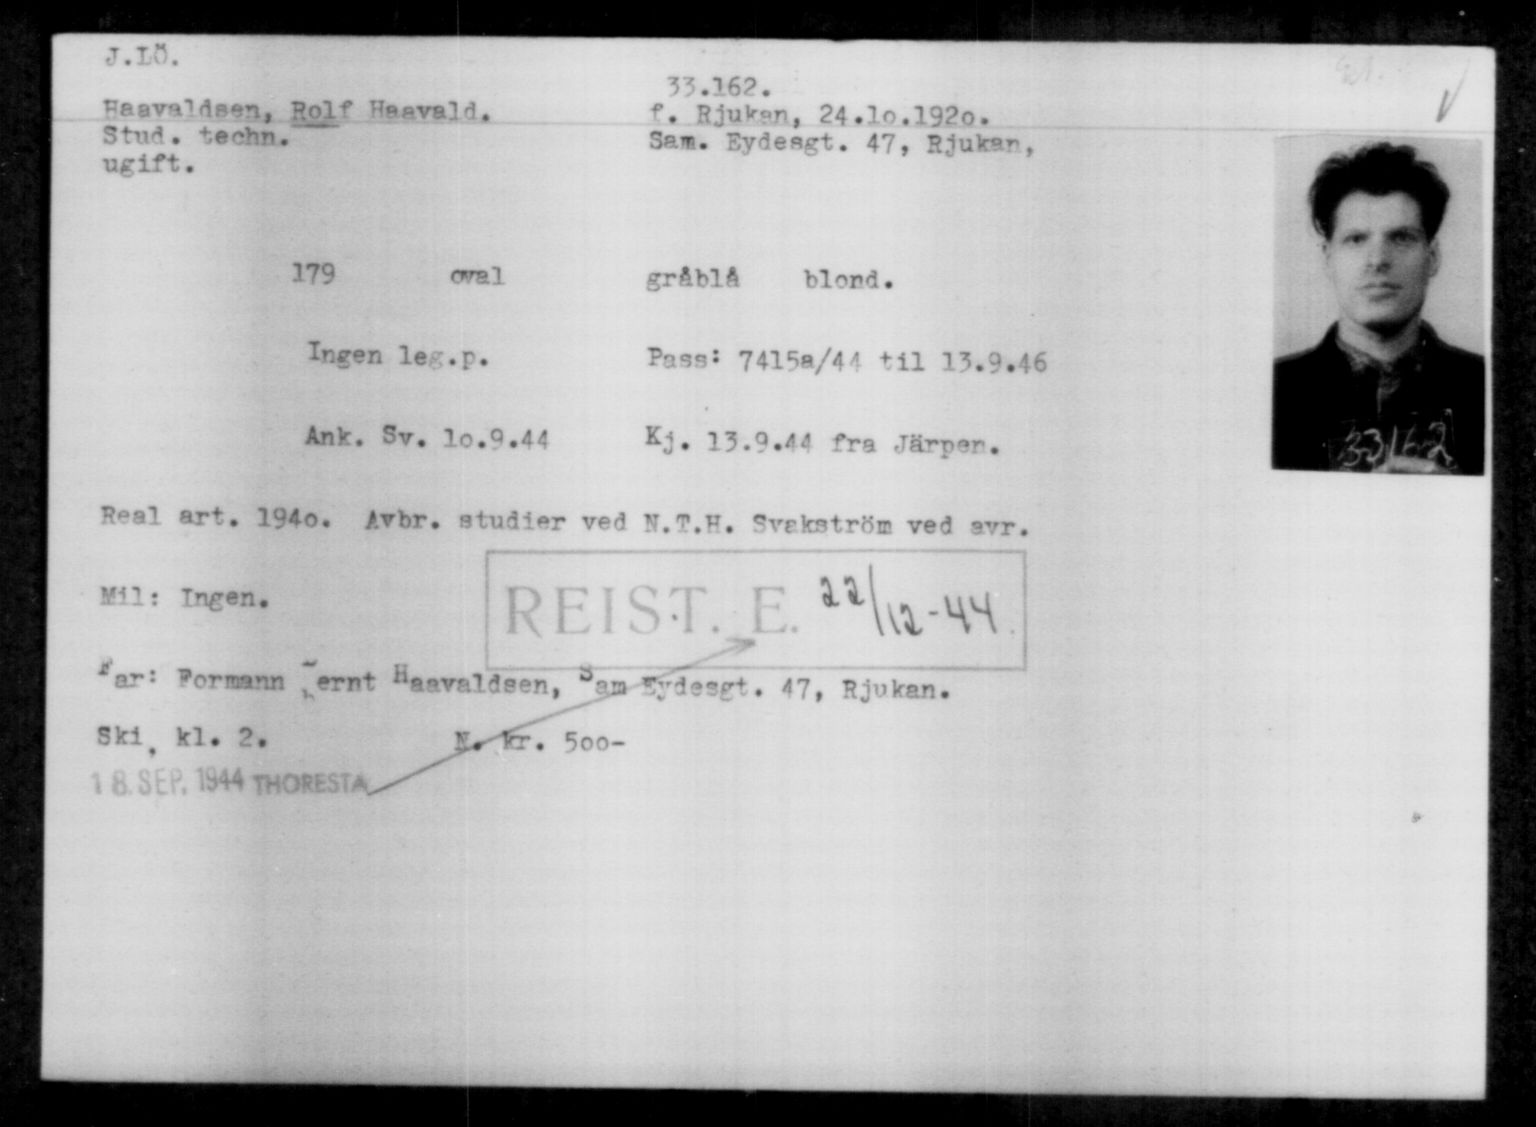 J.LÖ.
33.162.
Haavaldsen, Rolf Haavald. f. Rjukan, 24.lo.192o.
Stud. techn. Sam. Eydesgt. 47, Rjukan,
ugift.
179 oval gråblå blond.
Ingen leg.p. Pass: 7415a/44 til 13.9.46
Ank. Sv. lo.9.44 Kj. 13.9.44 fra Järpen.
Real art. 194o. Avbr. studier ved N.T.H. Svakström ved avr.
REIST. E. 22/12-44
Mil: Ingen.
Far: Formann Bernt Haavaldsen, Sam Eydesgt. 47, Rjukan.
Ski, kl. 2. N. kr. 5oo-
18. SEP. 1944 THORESTA
33162